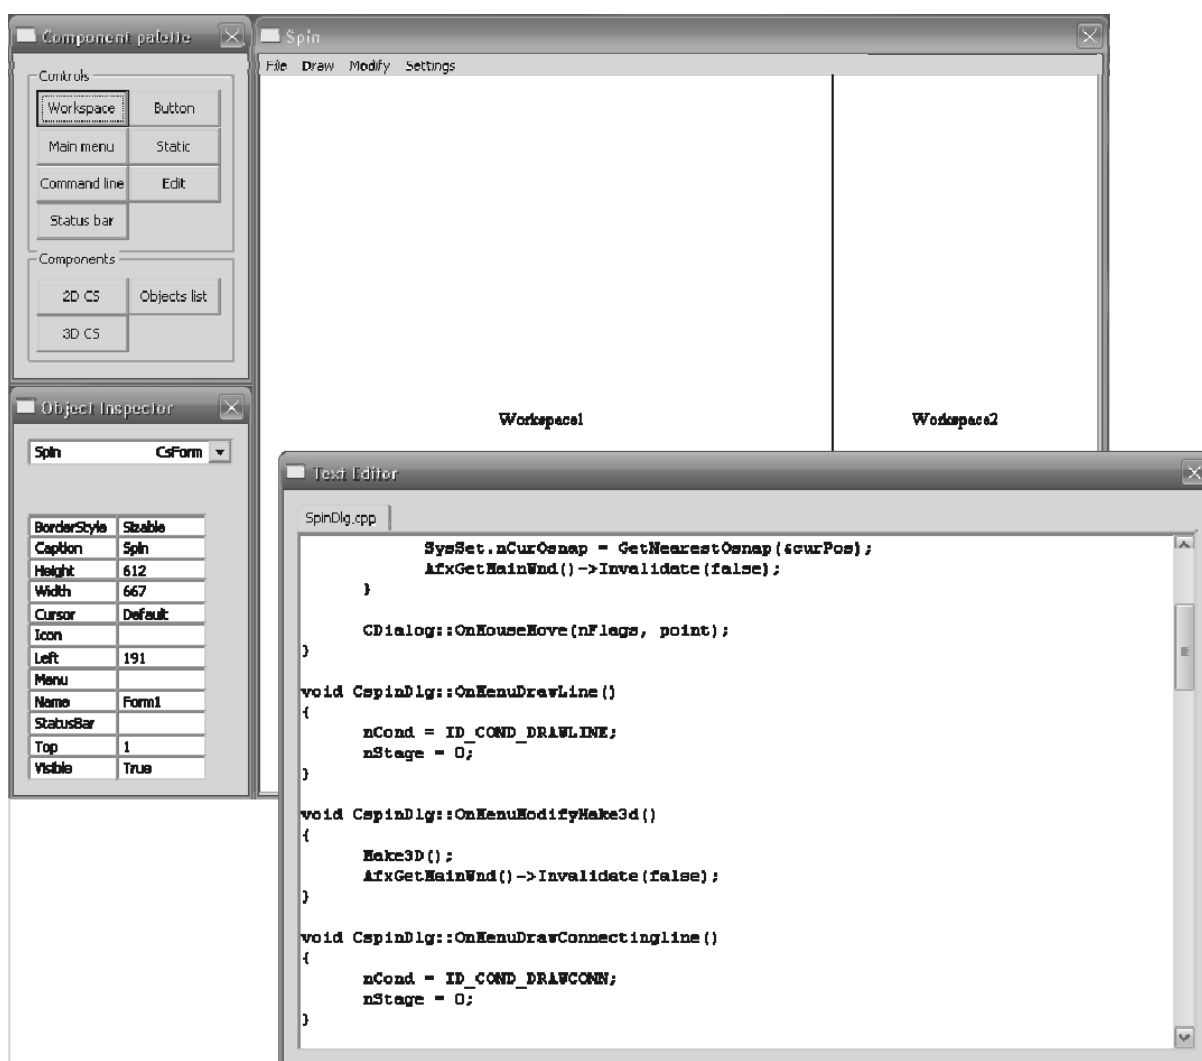 Component palette
Controls
Workspace Button
Main menu Static
Command line Edit
Status bar
Components
2D CS Objects list
3D CS
Object Inspector
Spin CsForm
BorderStyle Sizable
Caption Spin
Height 612
Width 667
Cursor Default
Icon
Left 191
Menu
Name Form1
StatusBar
Top 1
Visible True
Spin
File Draw Modify Settings
Workspace1 Workspace2
Text Editor
SpinDlg.cpp
SysSet.nCurOsnap = GetNearestOsnap(&curPos);
AfxGetMainWnd()->Invalidate(false);
}
CDialog::OnMouseMove(nFlags, point);
}
void CspinDlg::OnMenuDrawLine()
{
nCond = ID_COND_DRAWLINE;
nStage = 0;
}
void CspinDlg::OnMenuModifyMake3d()
{
Make3D();
AfxGetMainWnd()->Invalidate(false);
}
void CspinDlg::OnMenuDrawConnectingline()
{
nCond = ID_COND_DRAWCONN;
nStage = 0;
}